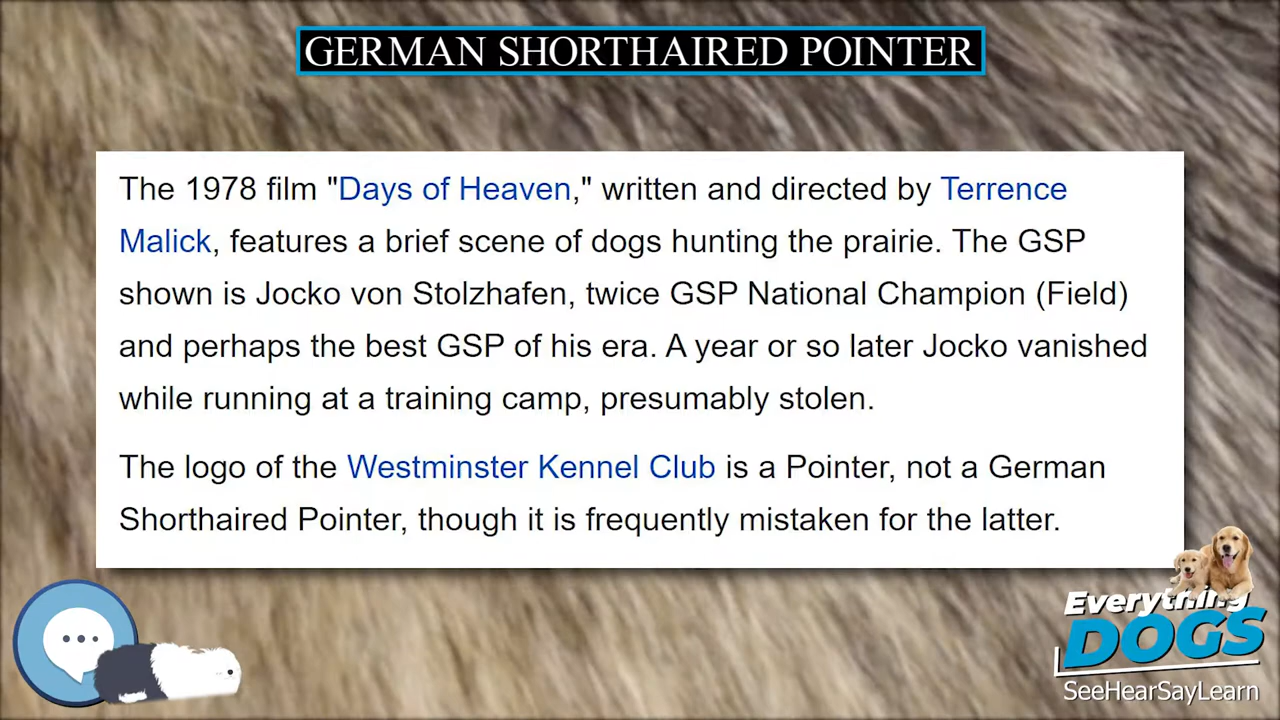 GERMAN SHORTHAIRED POINTER
The 1978 film "Days of Heaven," written and directed by Terrence
Malick, features a brief scene of dogs hunting the prairie. The GSP
shown is Jocko von Stolzhafen, twice GSP National Champion (Field)
and perhaps the best GSP of his era. A year or so later Jocko vanished
while running at a training camp, presumably stolen.
The logo of the Westminster Kennel Club is a Pointer, not a German
Shorthaired Pointer, though it is frequently mistaken for the latter.
Everything
DOGS
SeeHearSayLearn